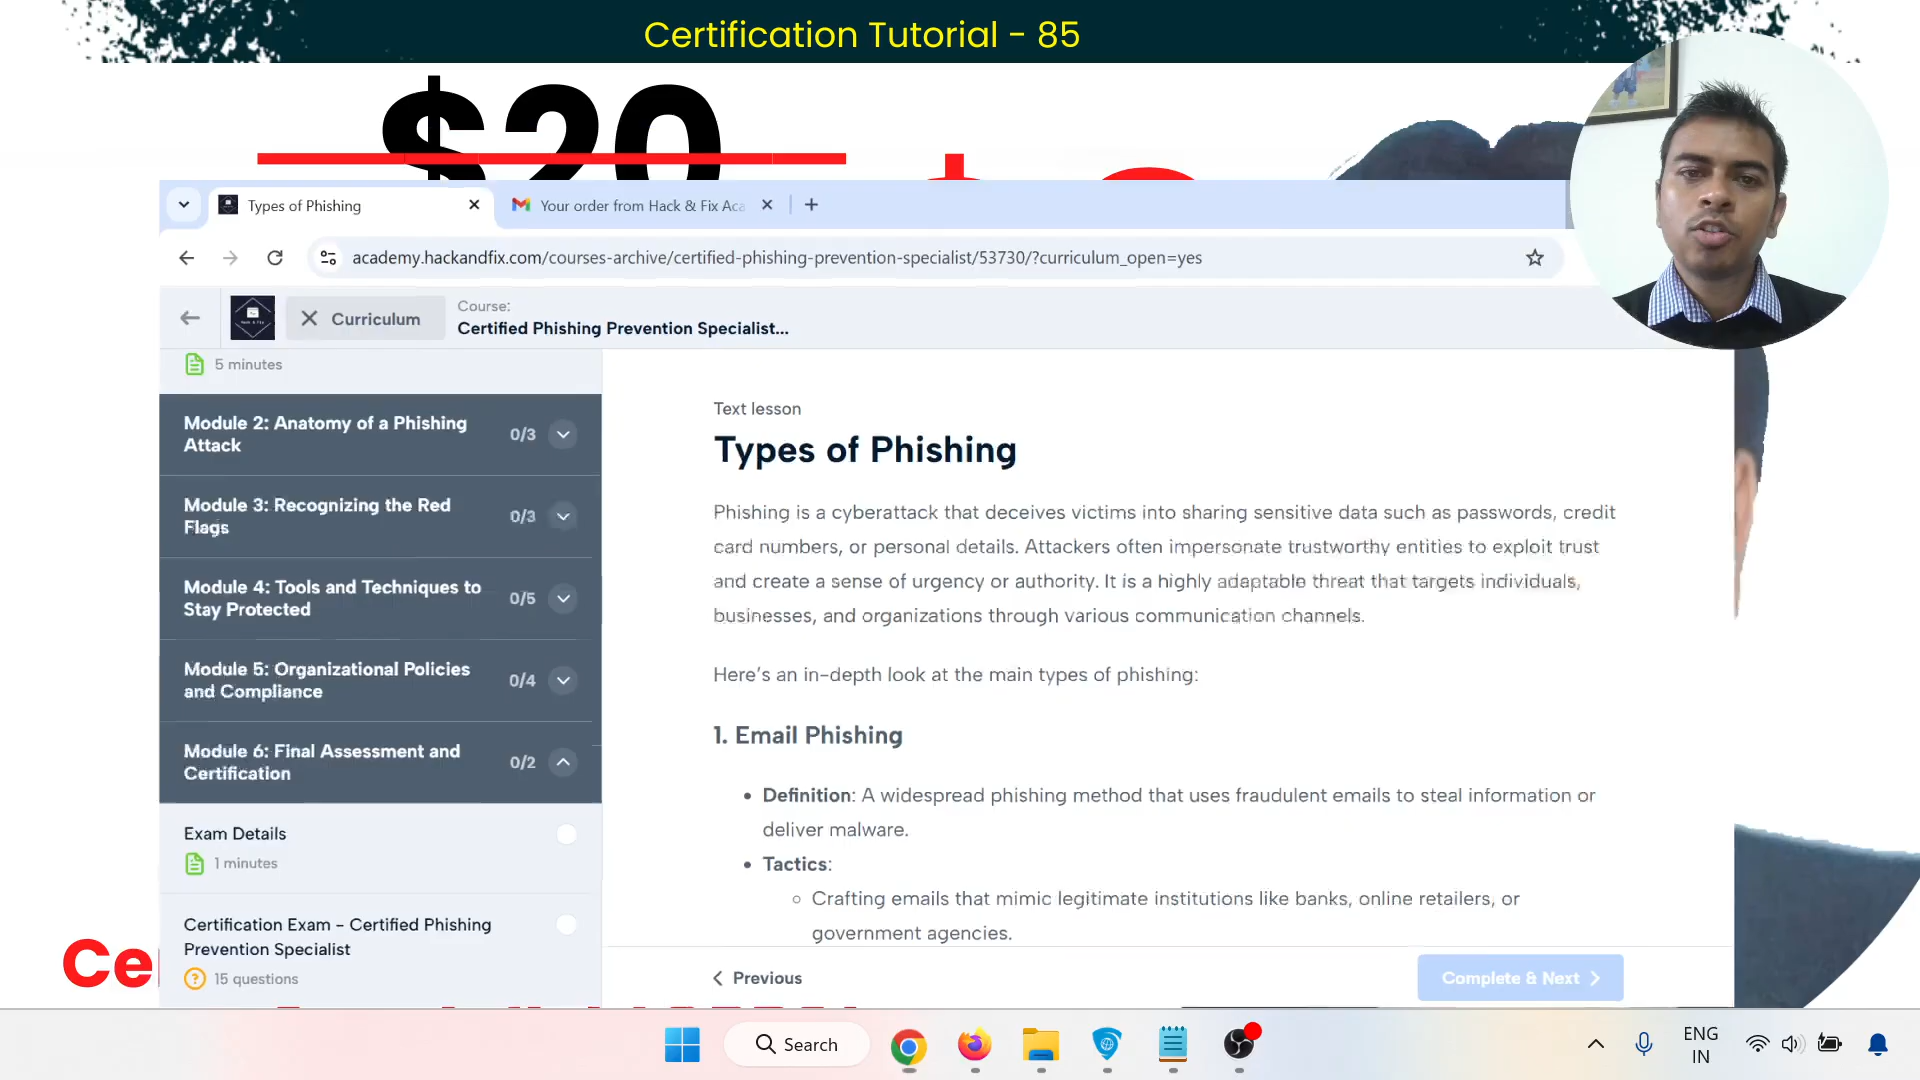 Certification Tutorial - 85
$20
Types of Phishing
Your order from Hack & Fix Aca
academy.hackandfix.com/courses-archive/certified-phishing-prevention-specialist/53730/?curriculum_open=yes
Curriculum
Course:
Certified Phishing Prevention Specialist...
5 minutes
Module 2: Anatomy of a Phishing
Attack
0/3
Module 3: Recognizing the Red
Flags
0/3
Module 4: Tools and Techniques to
Stay Protected
0/5
Module 5: Organizational Policies
and Compliance
0/4
Module 6: Final Assessment and
Certification
0/2
Exam Details
1 minutes
Certification Exam - Certified Phishing
Prevention Specialist
15 questions
Text lesson
Types of Phishing
Phishing is a cyberattack that deceives victims into sharing sensitive data such as passwords, credit
card numbers, or personal details. Attackers often impersonate trustworthy entities to exploit trust
and create a sense of urgency or authority. It is a highly adaptable threat that targets individuals,
businesses, and organizations through various communication channels.
Here's an in-depth look at the main types of phishing:
1. Email Phishing
• Definition: A widespread phishing method that uses fraudulent emails to steal information or
deliver malware.
• Tactics:
○ Crafting emails that mimic legitimate institutions like banks, online retailers, or
government agencies.
Previous
Complete & Next
Ce
Search
ENG
IN